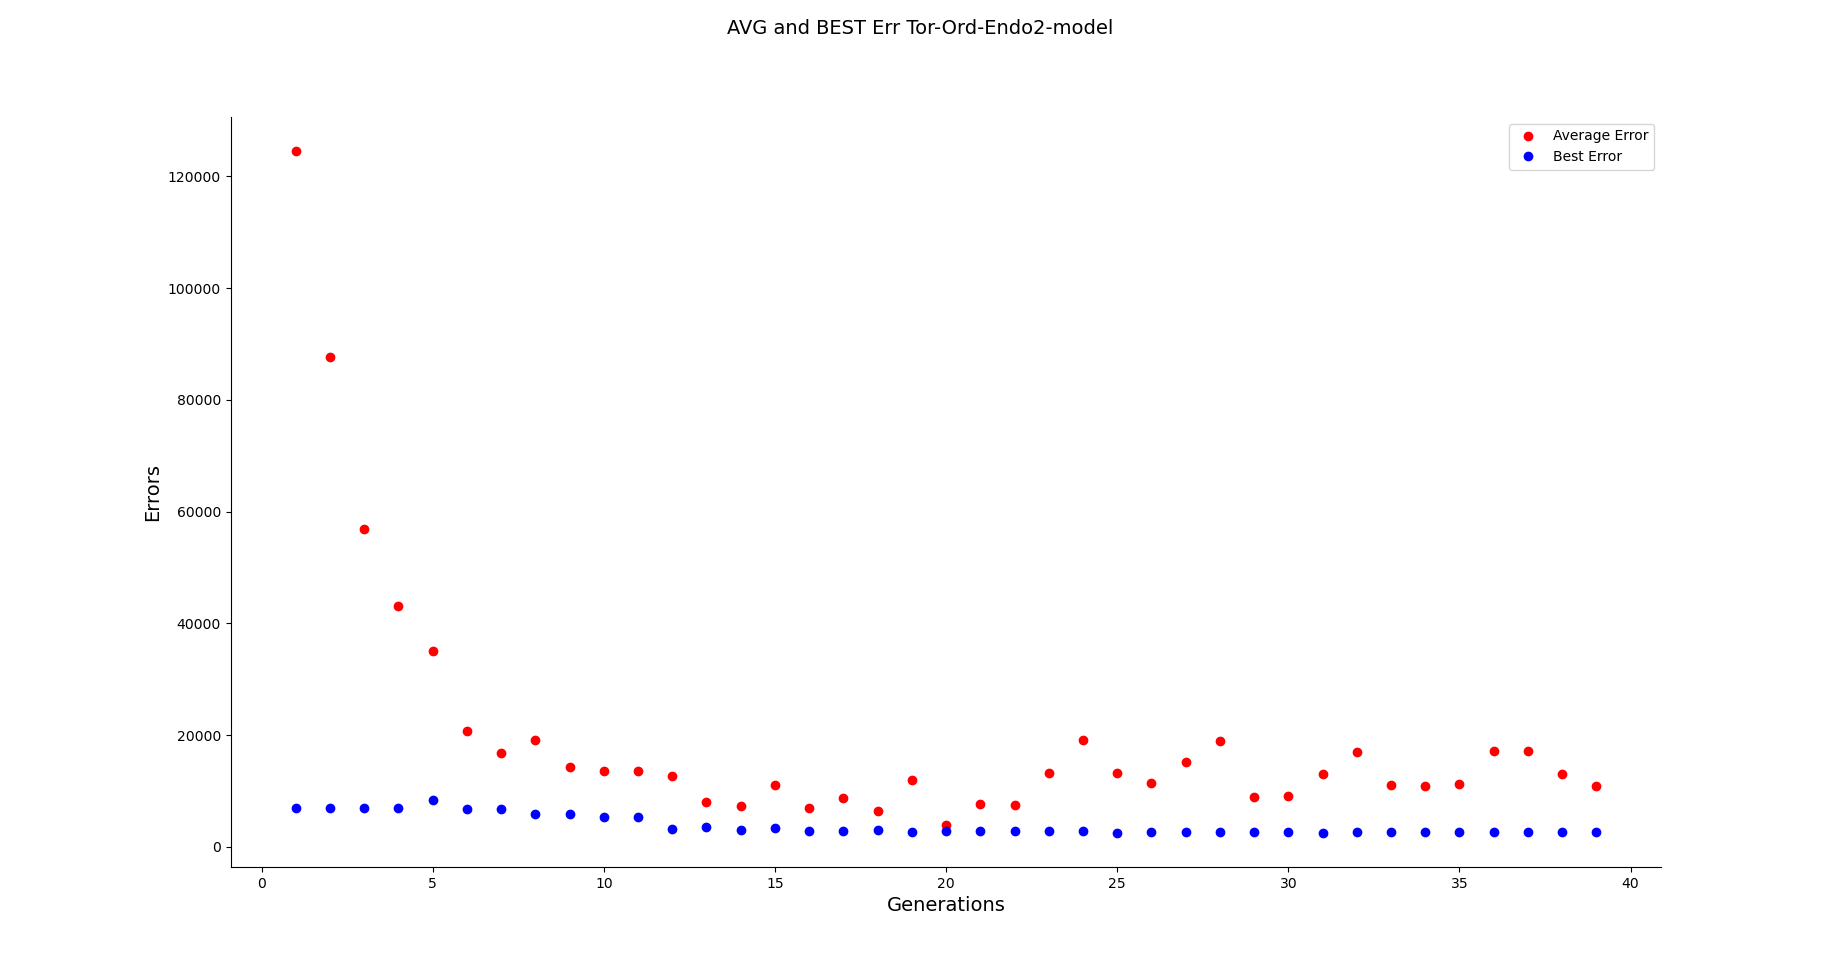 AVG and BEST Err Tor-Ord-Endo2-model
Average Error
Best Error
120000
100000
80000
60000
40000
20000
0
Errors
0 5 10 15 20 25 30 35 40
Generations